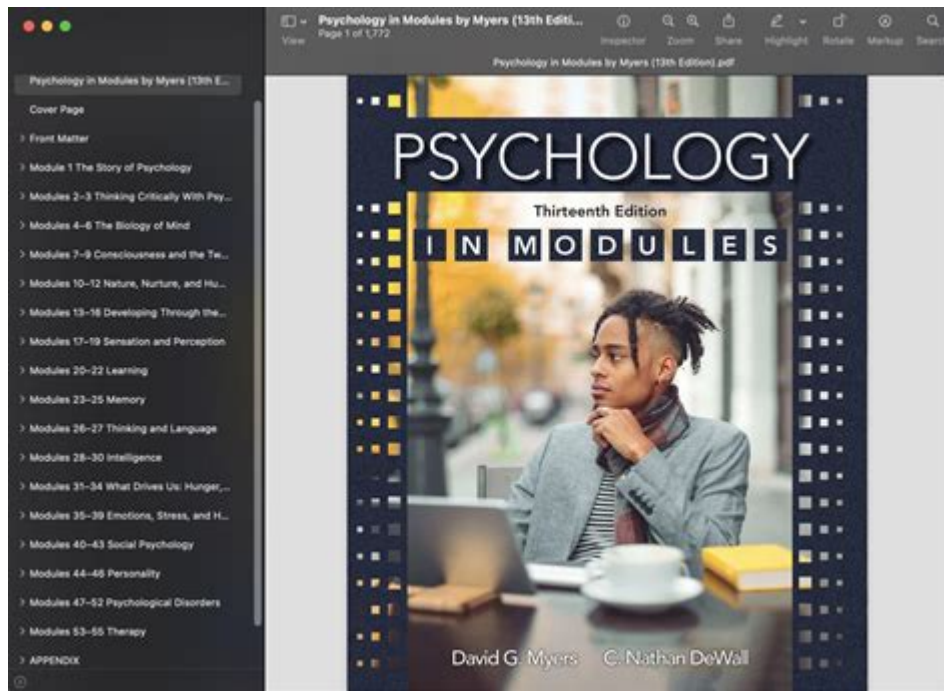 Psychology in Modules by Myers (13th Editi...
Page 1 of 1,772
View
Inspector
Zoom
Share
Highlight
Rotate
Markup
Search
Psychology in Modules by Myers (13th Edition).pdf
Psychology in Modules by Myers (13th E...
Cover Page
Front Matter
Module 1 The Story of Psychology
Modules 2–3 Thinking Critically With Psy...
Modules 4–6 The Biology of Mind
Modules 7–9 Consciousness and the Tw...
Modules 10–12 Nature, Nurture, and Hu...
Modules 13–16 Developing Through the...
Modules 17–19 Sensation and Perception
Modules 20–22 Learning
Modules 23–25 Memory
Modules 26–27 Thinking and Language
Modules 28–30 Intelligence
Modules 31–34 What Drives Us: Hunger,...
Modules 35–39 Emotions, Stress, and H...
Modules 40–43 Social Psychology
Modules 44–46 Personality
Modules 47–52 Psychological Disorders
Modules 53–55 Therapy
APPENDIX
PSYCHOLOGY
Thirteenth Edition
IN MODULES
David G. Myers C. Nathan DeWall